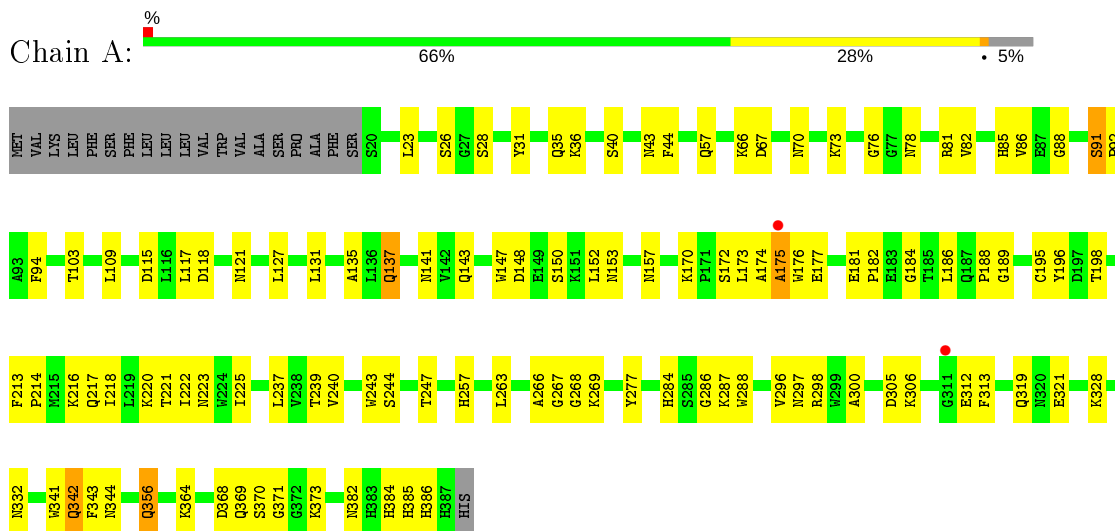 %
Chain A:
66% 28% • 5%
MET VAL LYS LEU PHE SER PHE LEU LEU LEU VAL TRP VAL ALA SER PRO ALA PHE SER S20 L23 S26 G27 S28 Y31 Q35 K36 S40 N43 F44 Q57 K66 D67 N70 K73 G76 G77 N78 R81 V82 H85 V86 E87 G88 S91 P92
A93 F94 T103 L109 D115 L116 L117 D118 N121 L127 L131 A135 L136 Q137 N141 V142 Q143 W147 D148 E149 S150 K151 L152 N153 N157 K170 P171 S172 L173 A174 A175 W176 E177 E181 P182 E183 G184 T185 L186 Q187 P188 G189 C195 Y196 D197 T198
F213 P214 M215 K216 Q217 I218 L219 K220 T221 I222 N223 W224 I225 L237 V238 T239 V240 W243 S244 T247 H257 L263 A266 G267 G268 K269 Y277 H284 S285 G286 K287 W288 V296 N297 R298 W299 A300 D305 K306 G311 E312 F313 Q319 N320 E321 K328
N332 W341 Q342 F343 N344 Q356 K364 D368 Q369 S370 G371 G372 K373 N382 H383 H384 H385 H386 H387 HIS